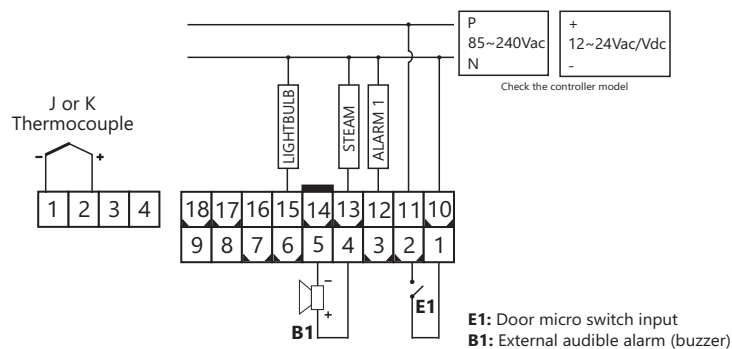 P
85~240Vac
N
+
12~24Vac/Vdc
-
Check the controller model
J or K
Thermocouple
- +
1 2 3 4
LIGHTBULB
STEAM
ALARM 1
18 17 16 15 14 13 12 11 10
9 8 7 6 5 4 3 2 1
-
+
B1
E1
E1: Door micro switch input
B1: External audible alarm (buzzer)